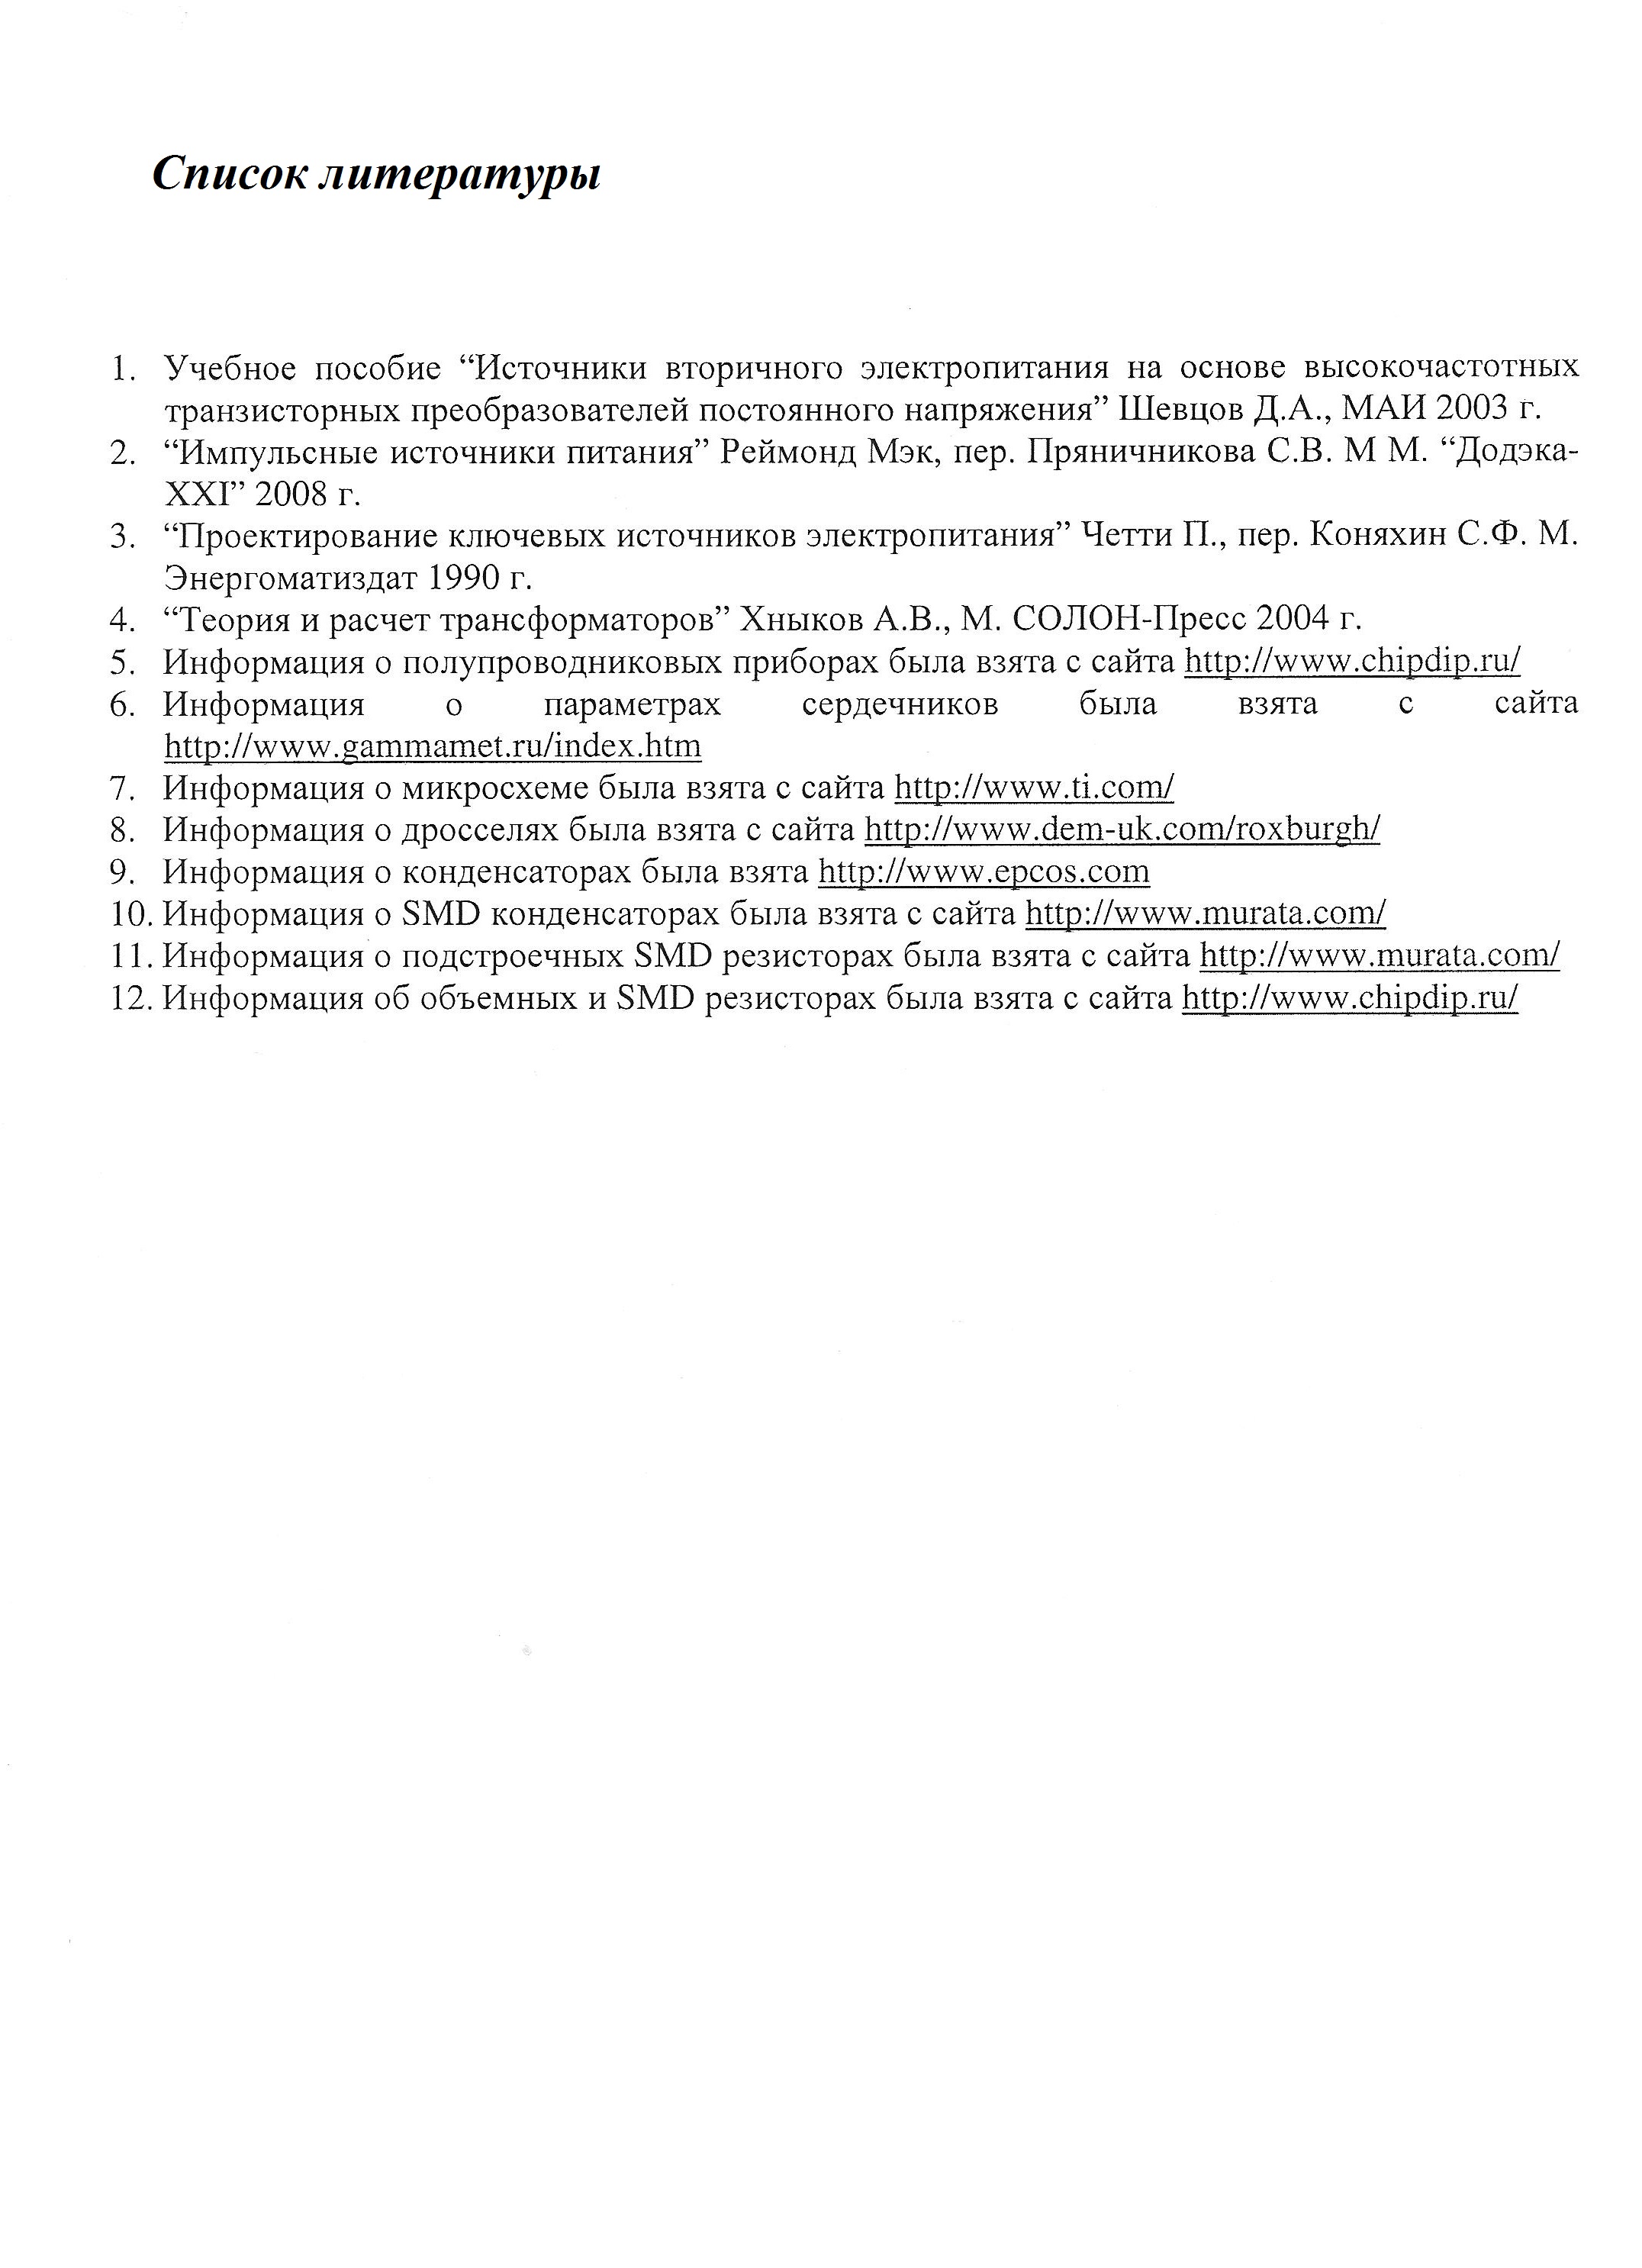 Список литературы
1. Учебное пособие “Источники вторичного электропитания на основе высокочастотных
транзисторных преобразователей постоянного напряжения” Шевцов Д.А., МАИ 2003 г.
2. “Импульсные источники питания” Реймонд Мэк, пер. Пряничникова С.В. М М. “Додэка-
XXI” 2008 г.
3. “Проектирование ключевых источников электропитания” Четти П., пер. Коняхин С.Ф. М.
Энергоматиздат 1990 г.
4. “Теория и расчет трансформаторов” Хныков А.В., М. СОЛОН-Пресс 2004 г.
5. Информация о полупроводниковых приборах была взята с сайта http://www.chipdip.ru/
6. Информация о параметрах сердечников была взята с сайта
http://www.gammamet.ru/index.htm
7. Информация о микросхеме была взята с сайта http://www.ti.com/
8. Информация о дросселях была взята с сайта http://www.dem-uk.com/roxburgh/
9. Информация о конденсаторах была взята http://www.epcos.com
10. Информация о SMD конденсаторах была взята с сайта http://www.murata.com/
11. Информация о подстроечных SMD резисторах была взята с сайта http://www.murata.com/
12. Информация об объемных и SMD резисторах была взята с сайта http://www.chipdip.ru/